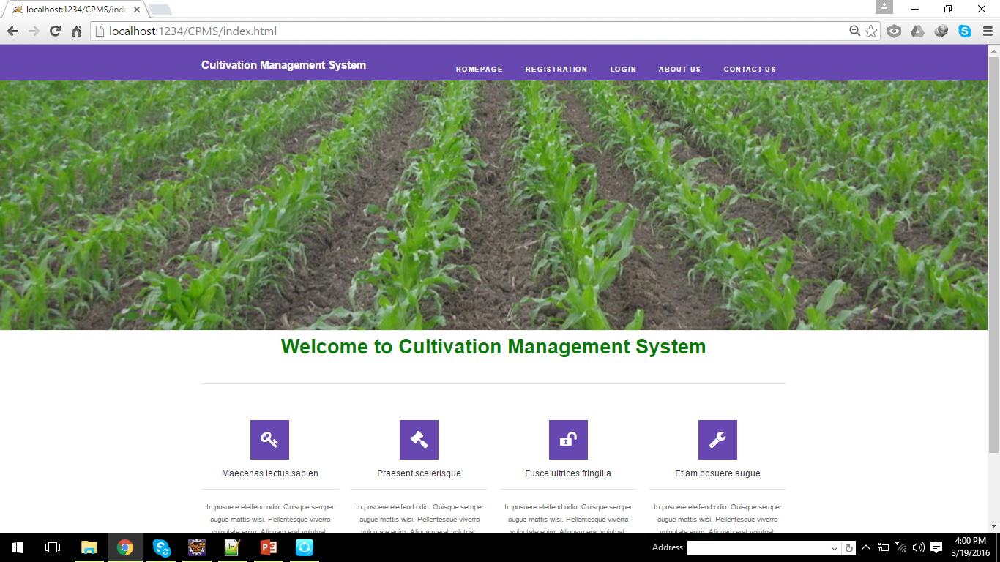 localhost:1234/CPMS/inde
localhost:1234/CPMS/index.html
Cultivation Management System
HOMEPAGE REGISTRATION LOGIN ABOUT US CONTACT US
Welcome to Cultivation Management System
Maecenas lectus sapien Praesent scelerisque Fusce ultrices fringilla Etiam posuere augue
In posuere eleifend odio. Quisque semper In posuere eleifend odio. Quisque semper In posuere eleifend odio. Quisque semper In posuere eleifend odio. Quisque semper
augue mattis wisi. Pellentesque viverra augue mattis wisi. Pellentesque viverra augue mattis wisi. Pellentesque viverra augue mattis wisi. Pellentesque viverra
vulputate enim. Aliquam erat volutpat. vulputate enim. Aliquam erat volutpat. vulputate enim. Aliquam erat volutpat. vulputate enim. Aliquam erat volutpat.
Address
4:00 PM
3/19/2016